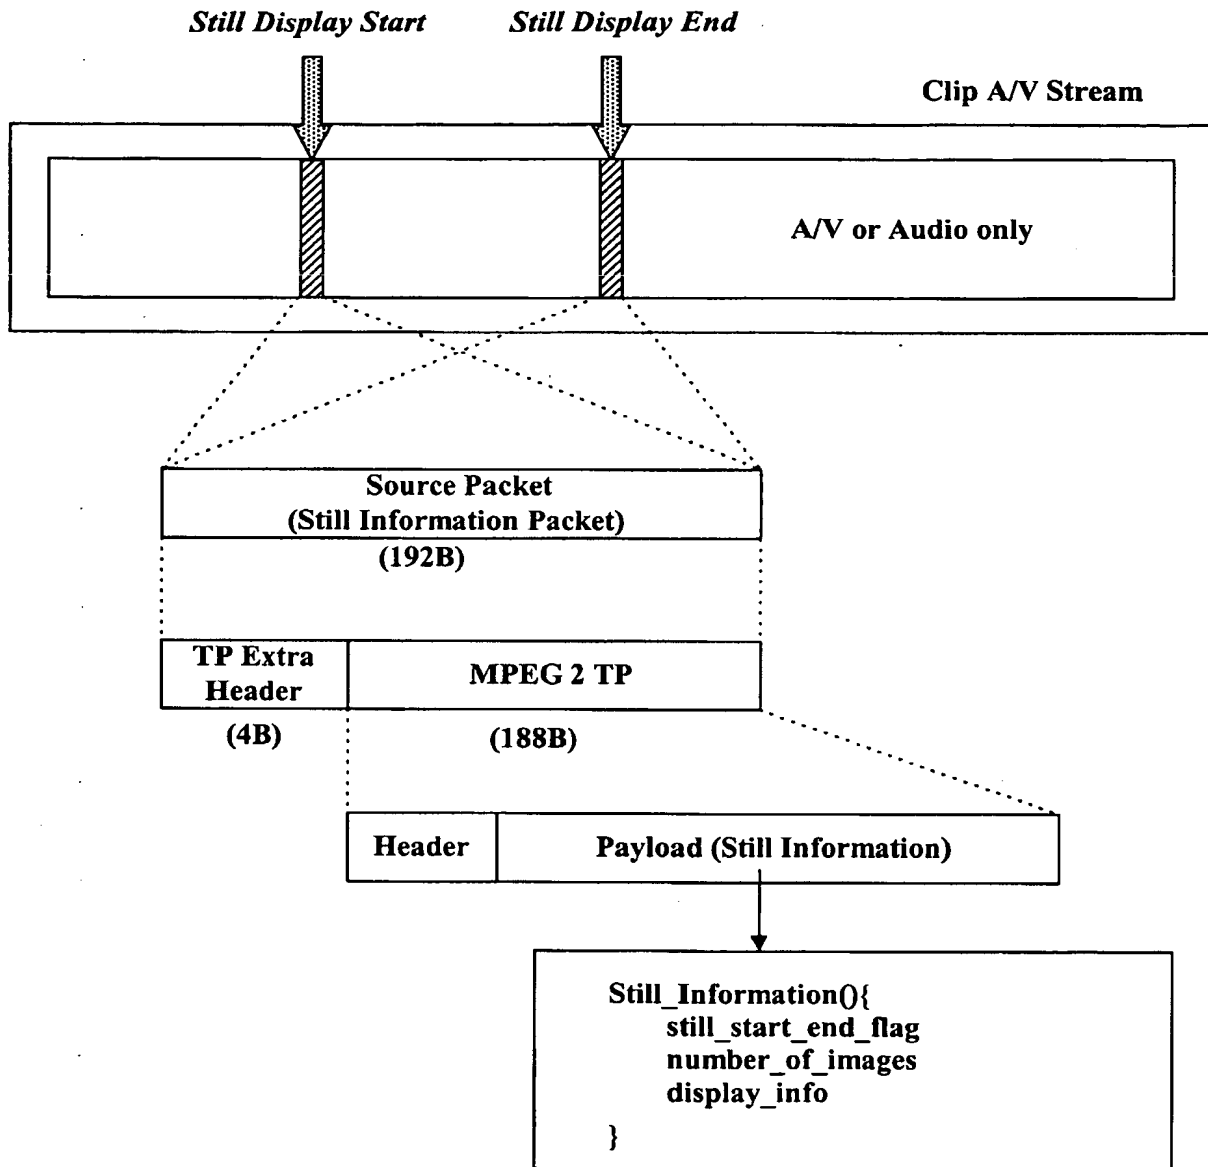 Still Display Start
Still Display End
Clip A/V Stream
A/V or Audio only
Source Packet
(Still Information Packet)
(192B)
TP Extra
Header
MPEG 2 TP
(4B)
(188B)
Header
Payload (Still Information)
Still_Information(){
still_start_end_flag
number_of_images
display_info
}